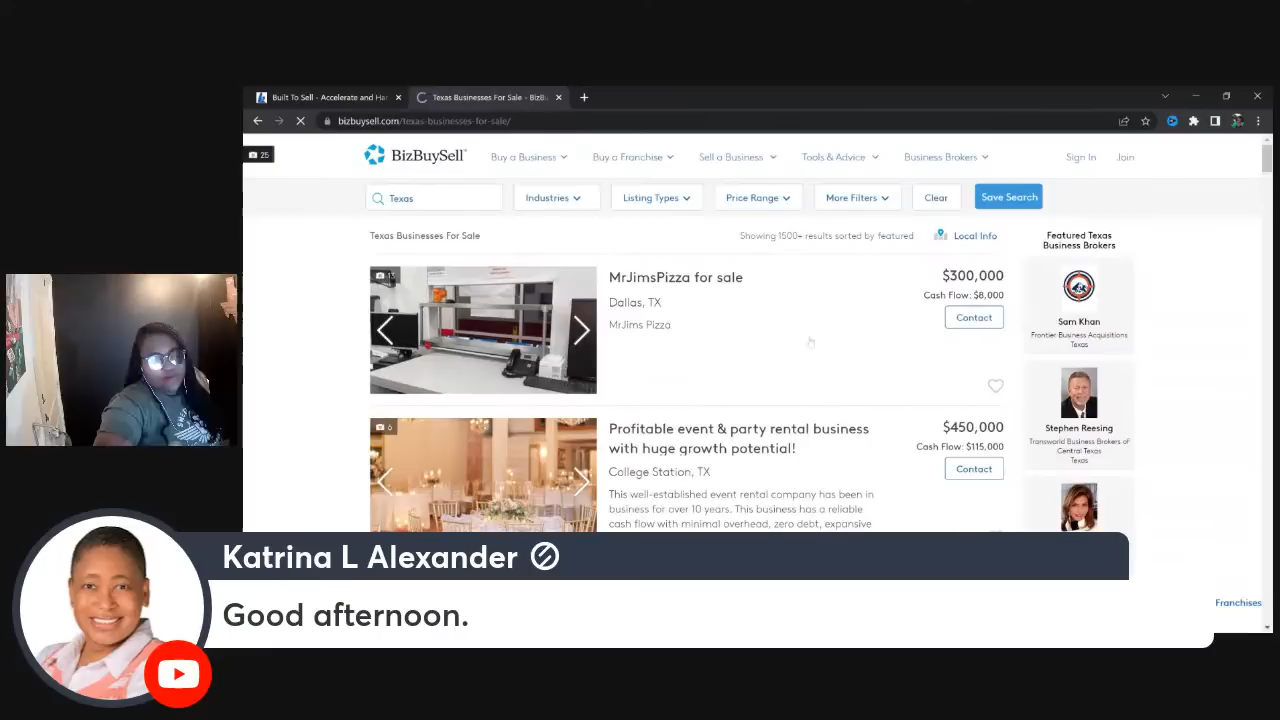 Built To Sell - Accelerate and Har
Texas Businesses For Sale - BizBu
bizbuysell.com/texas-businesses-for-sale/
25
BizBuySell
Buy a Business
Buy a Franchise
Sell a Business
Tools & Advice
Business Brokers
Sign In
Join
Texas
Industries
Listing Types
Price Range
More Filters
Clear
Save Search
Texas Businesses For Sale
Showing 1500+ results sorted by featured
Local Info
Featured Texas
Business Brokers
MrJimsPizza for sale
Dallas, TX
MrJims Pizza
$300,000
Cash Flow: $8,000
Contact
Sam Khan
Frontier Business Acquisitions
Texas
6
Profitable event & party rental business
with huge growth potential!
College Station, TX
This well-established event rental company has been in
business for over 10 years. This business has a reliable
cash flow with minimal overhead, zero debt, expansive
$450,000
Cash Flow: $115,000
Contact
Stephen Reesing
Transworld Business Brokers of
Central Texas
Texas
Franchises
Katrina L Alexander
Good afternoon.